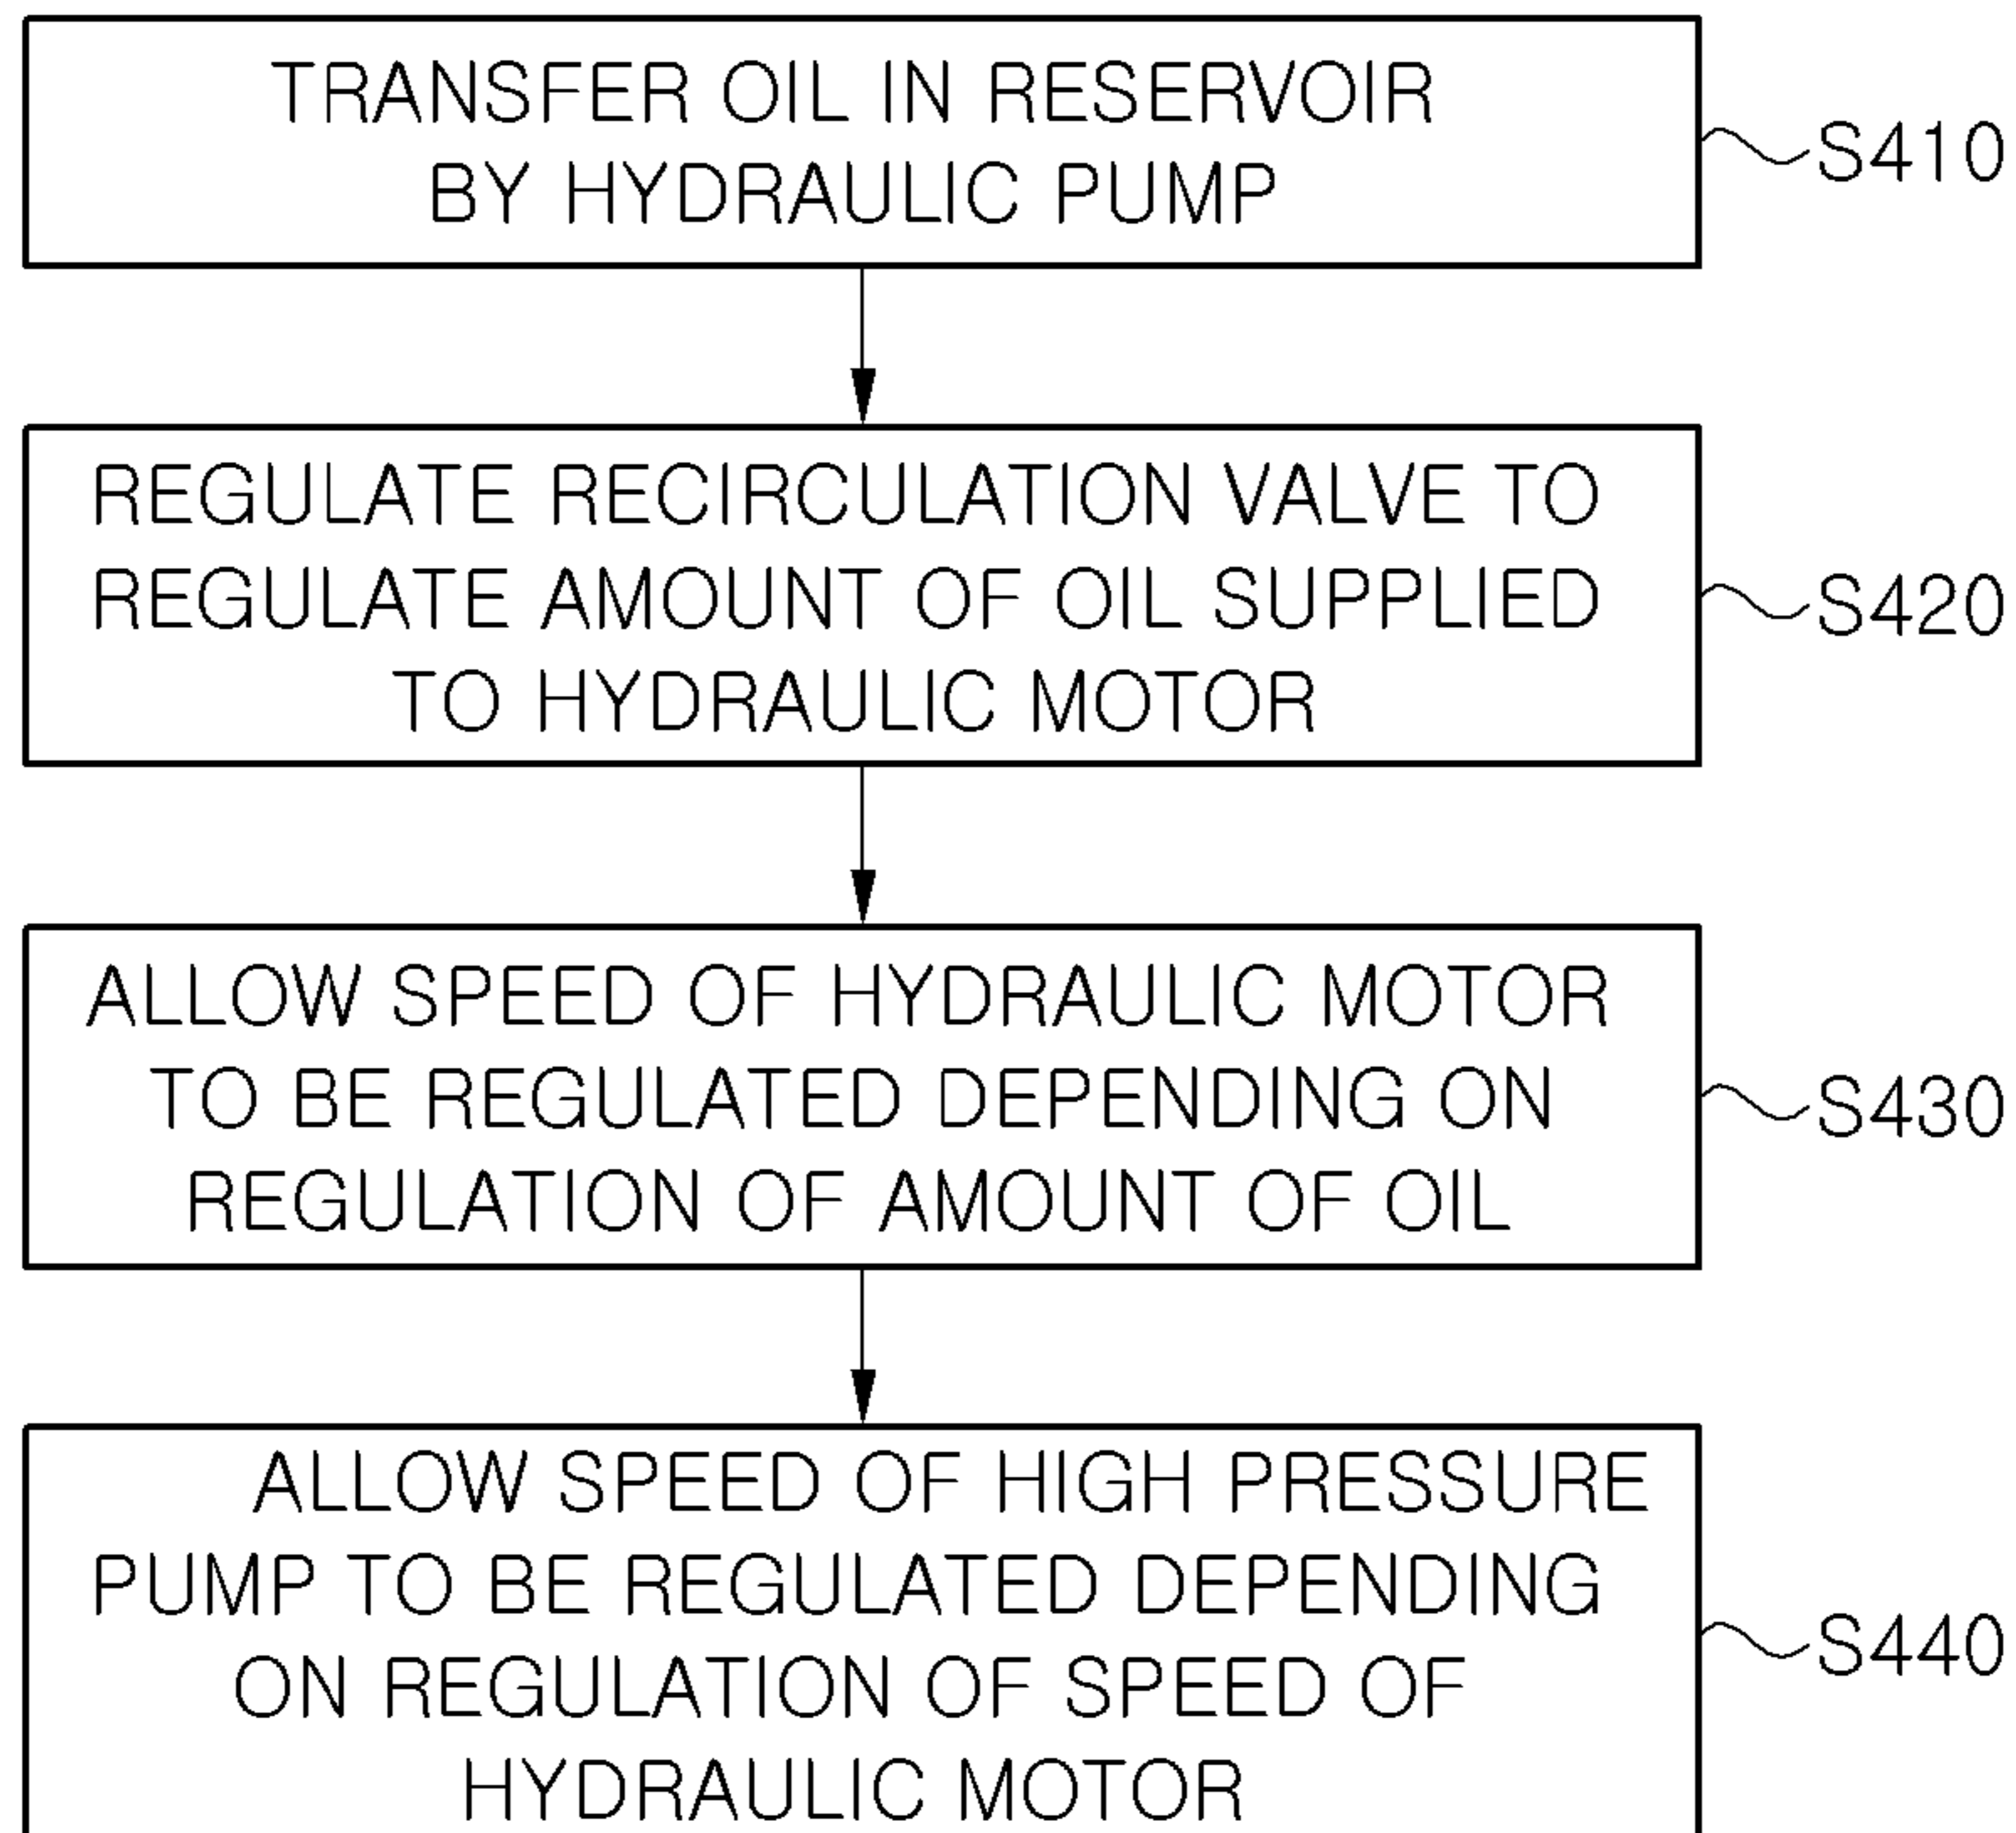 TRANSFER OIL IN RESERVOIR
BY HYDRAULIC PUMP
S410
REGULATE RECIRCULATION VALVE TO
REGULATE AMOUNT OF OIL SUPPLIED
TO HYDRAULIC MOTOR
S420
ALLOW SPEED OF HYDRAULIC MOTOR
TO BE REGULATED DEPENDING ON
REGULATION OF AMOUNT OF OIL
S430
ALLOW SPEED OF HIGH PRESSURE
PUMP TO BE REGULATED DEPENDING
ON REGULATION OF SPEED OF
HYDRAULIC MOTOR
S440